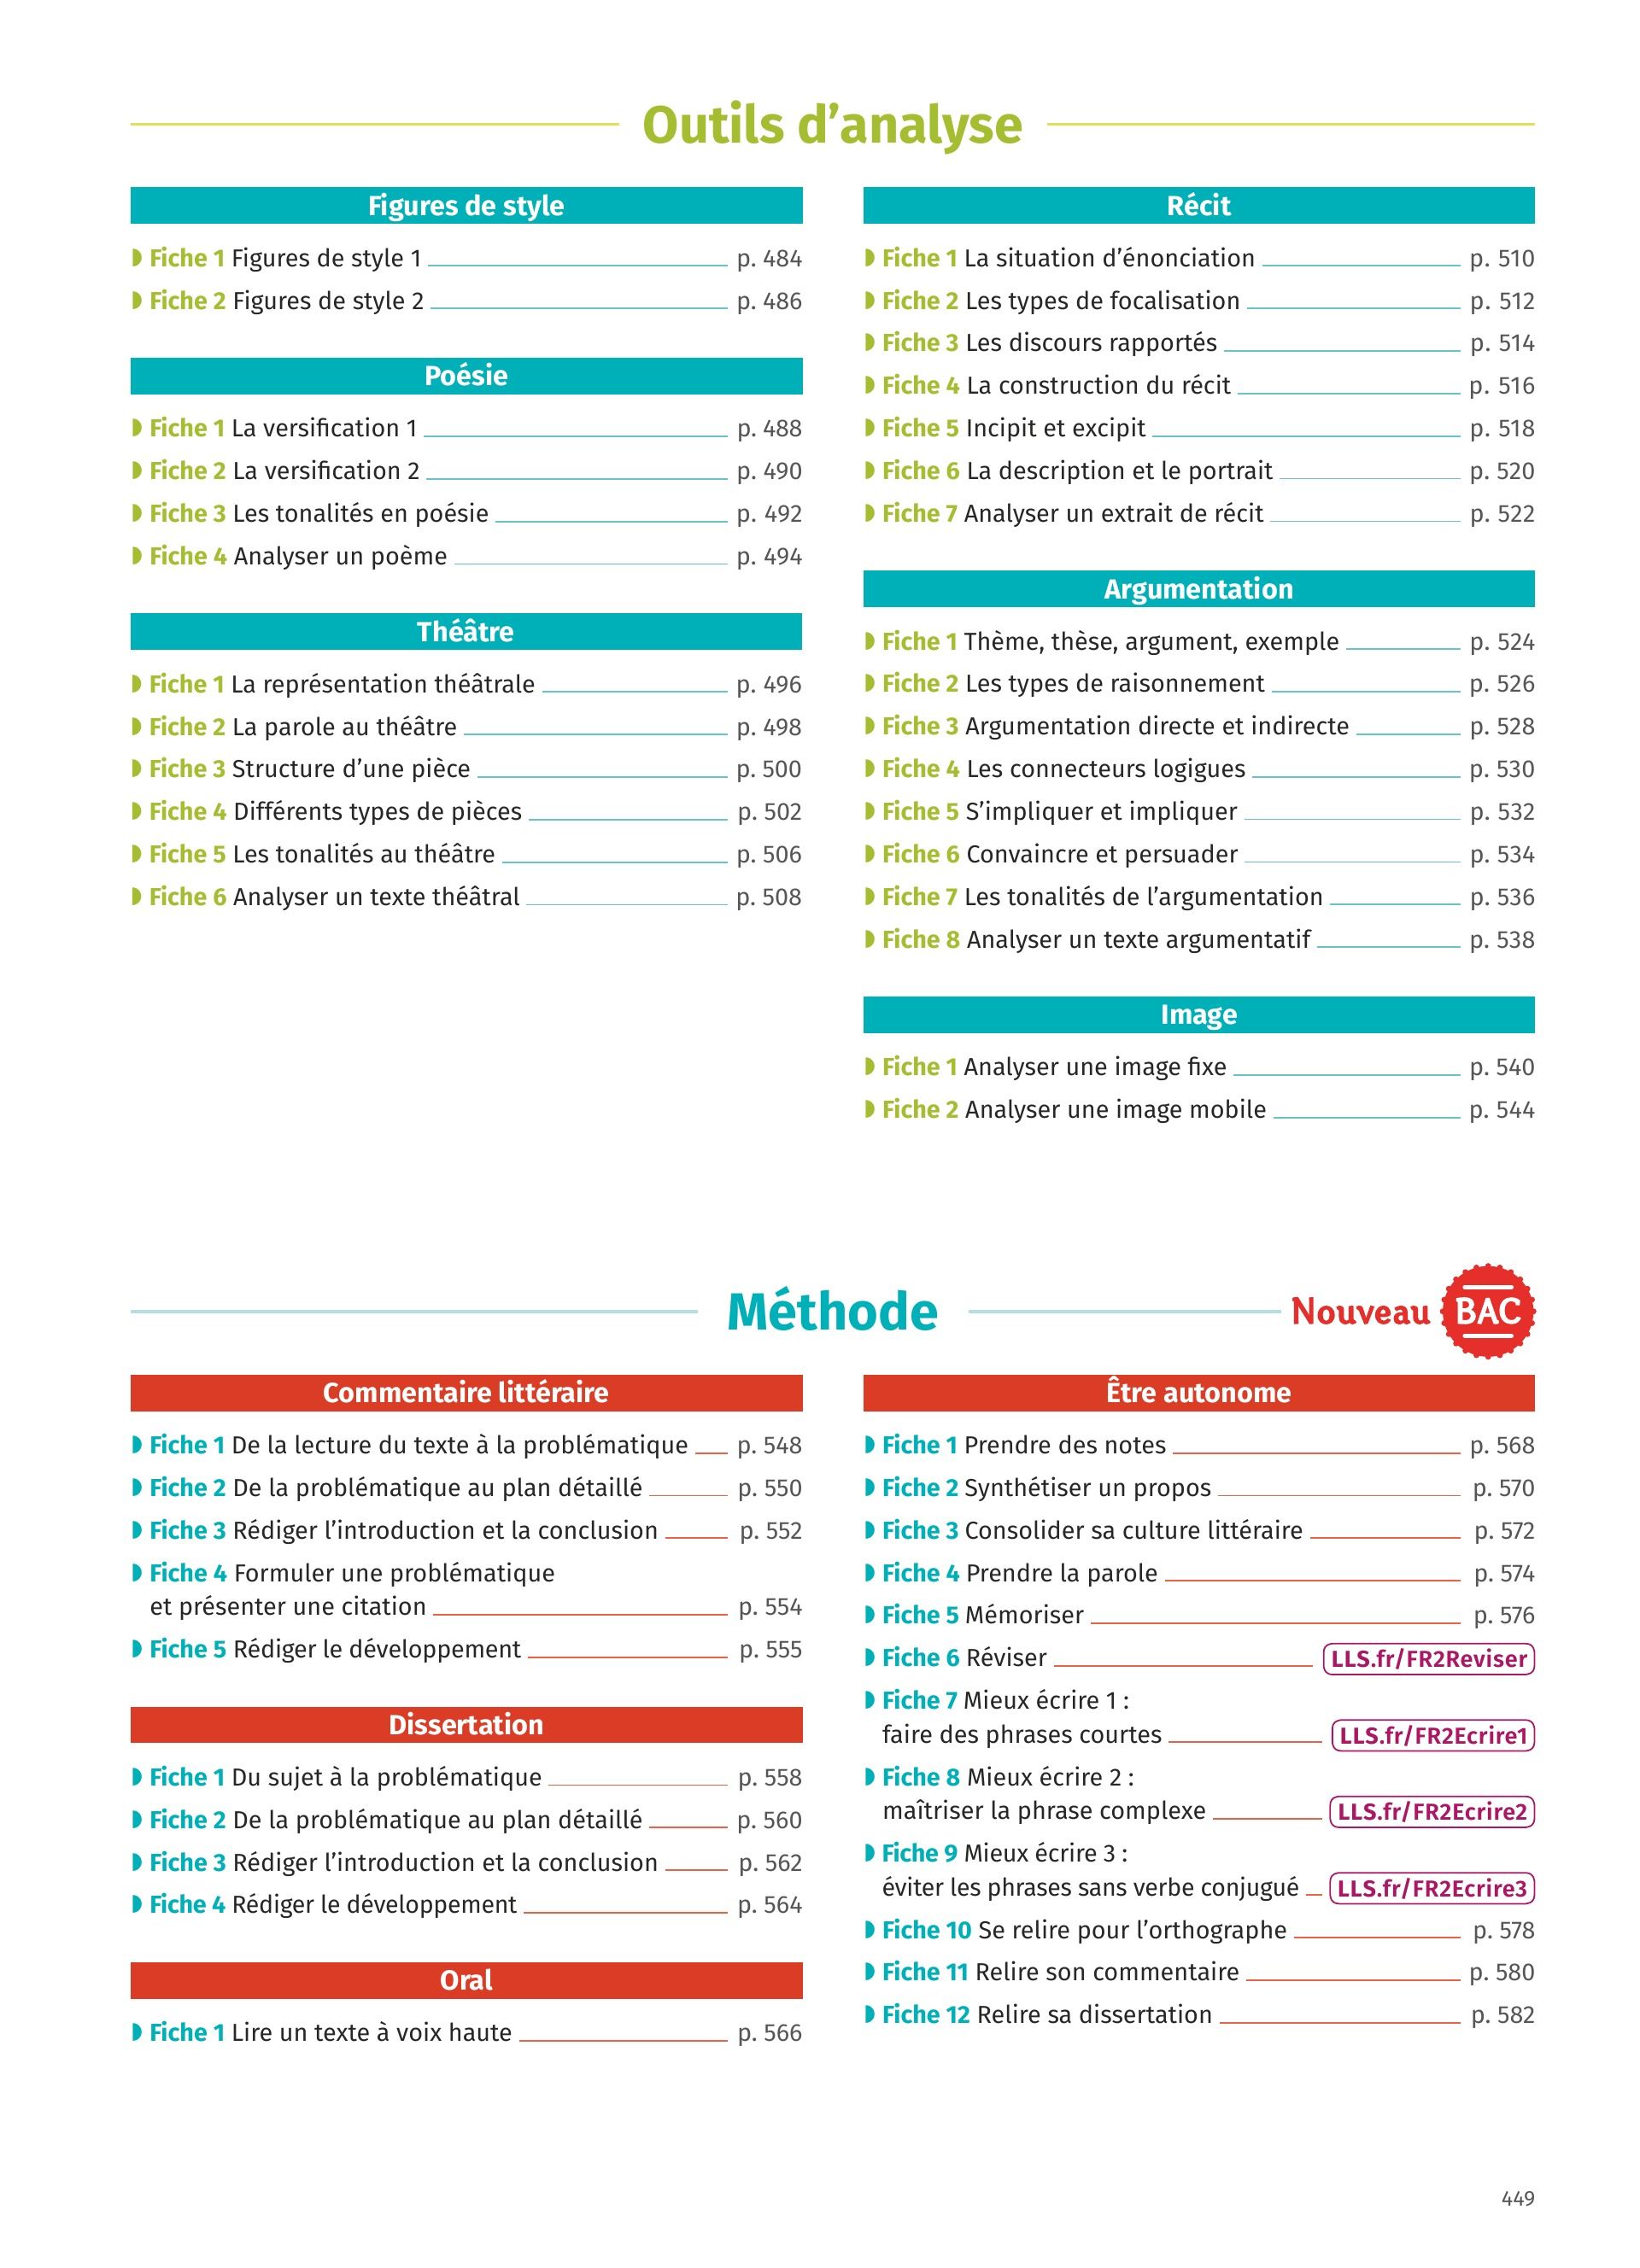 Outils d’analyse
Figures de style
Fiche 1 Figures de style 1 p. 484
Fiche 2 Figures de style 2 p. 486
Poésie
Fiche 1 La versification 1 p. 488
Fiche 2 La versification 2 p. 490
Fiche 3 Les tonalités en poésie p. 492
Fiche 4 Analyser un poème p. 494
Théâtre
Fiche 1 La représentation théâtrale p. 496
Fiche 2 La parole au théâtre p. 498
Fiche 3 Structure d’une pièce p. 500
Fiche 4 Différents types de pièces p. 502
Fiche 5 Les tonalités au théâtre p. 506
Fiche 6 Analyser un texte théâtral p. 508
Récit
Fiche 1 La situation d’énonciation p. 510
Fiche 2 Les types de focalisation p. 512
Fiche 3 Les discours rapportés p. 514
Fiche 4 La construction du récit p. 516
Fiche 5 Incipit et excipit p. 518
Fiche 6 La description et le portrait p. 520
Fiche 7 Analyser un extrait de récit p. 522
Argumentation
Fiche 1 Thème, thèse, argument, exemple p. 524
Fiche 2 Les types de raisonnement p. 526
Fiche 3 Argumentation directe et indirecte p. 528
Fiche 4 Les connecteurs logigues p. 530
Fiche 5 S’impliquer et impliquer p. 532
Fiche 6 Convaincre et persuader p. 534
Fiche 7 Les tonalités de l’argumentation p. 536
Fiche 8 Analyser un texte argumentatif p. 538
Image
Fiche 1 Analyser une image fixe p. 540
Fiche 2 Analyser une image mobile p. 544
Méthode
Nouveau BAC
Commentaire littéraire
Fiche 1 De la lecture du texte à la problématique p. 548
Fiche 2 De la problématique au plan détaillé p. 550
Fiche 3 Rédiger l’introduction et la conclusion p. 552
Fiche 4 Formuler une problématique
et présenter une citation p. 554
Fiche 5 Rédiger le développement p. 555
Dissertation
Fiche 1 Du sujet à la problématique p. 558
Fiche 2 De la problématique au plan détaillé p. 560
Fiche 3 Rédiger l’introduction et la conclusion p. 562
Fiche 4 Rédiger le développement p. 564
Oral
Fiche 1 Lire un texte à voix haute p. 566
Être autonome
Fiche 1 Prendre des notes p. 568
Fiche 2 Synthétiser un propos p. 570
Fiche 3 Consolider sa culture littéraire p. 572
Fiche 4 Prendre la parole p. 574
Fiche 5 Mémoriser p. 576
Fiche 6 Réviser LLS.fr/FR2Reviser
Fiche 7 Mieux écrire 1 :
faire des phrases courtes LLS.fr/FR2Ecrire1
Fiche 8 Mieux écrire 2 :
maîtriser la phrase complexe LLS.fr/FR2Ecrire2
Fiche 9 Mieux écrire 3 :
éviter les phrases sans verbe conjugué LLS.fr/FR2Ecrire3
Fiche 10 Se relire pour l’orthographe p. 578
Fiche 11 Relire son commentaire p. 580
Fiche 12 Relire sa dissertation p. 582
449